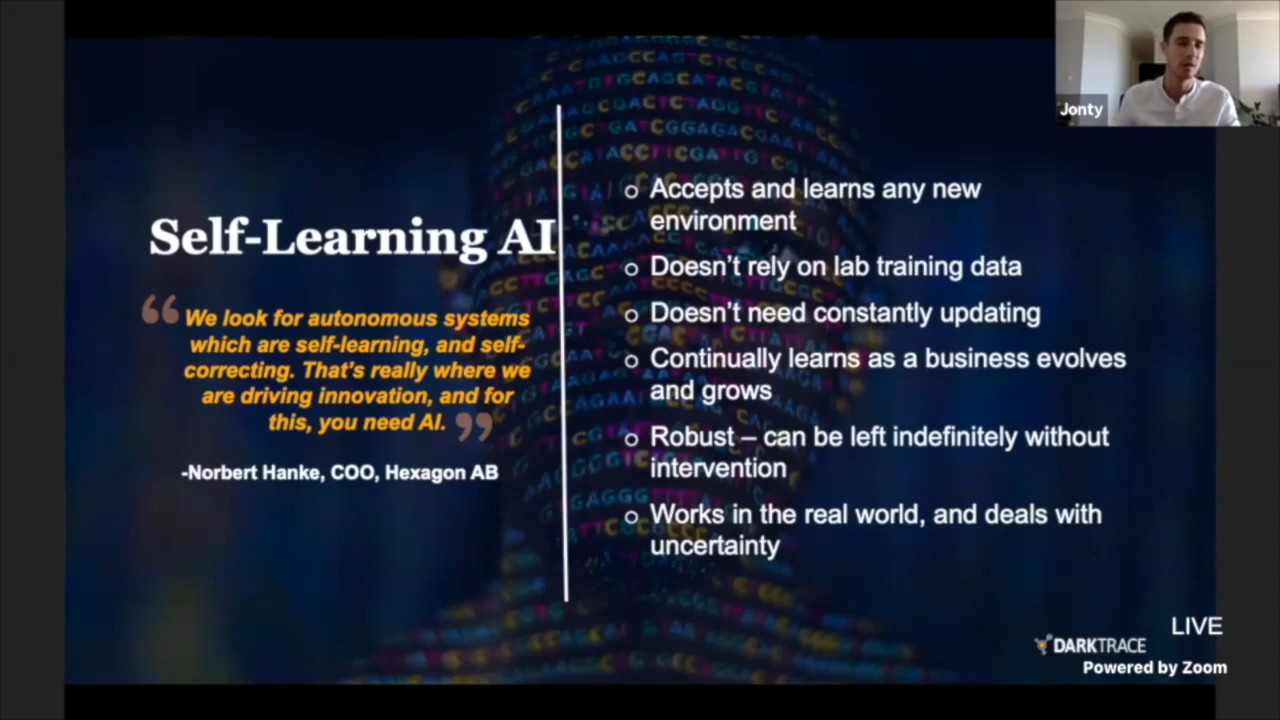 Jonty
Self-Learning AI
“ We look for autonomous systems
which are self-learning, and self-
correcting. That’s really where we
are driving innovation, and for
this, you need AI. ”
-Norbert Hanke, COO, Hexagon AB
o Accepts and learns any new
environment
o Doesn’t rely on lab training data
o Doesn’t need constantly updating
o Continually learns as a business evolves
and grows
o Robust – can be left indefinitely without
intervention
o Works in the real world, and deals with
uncertainty
LIVE
DARKTRACE
Powered by Zoom